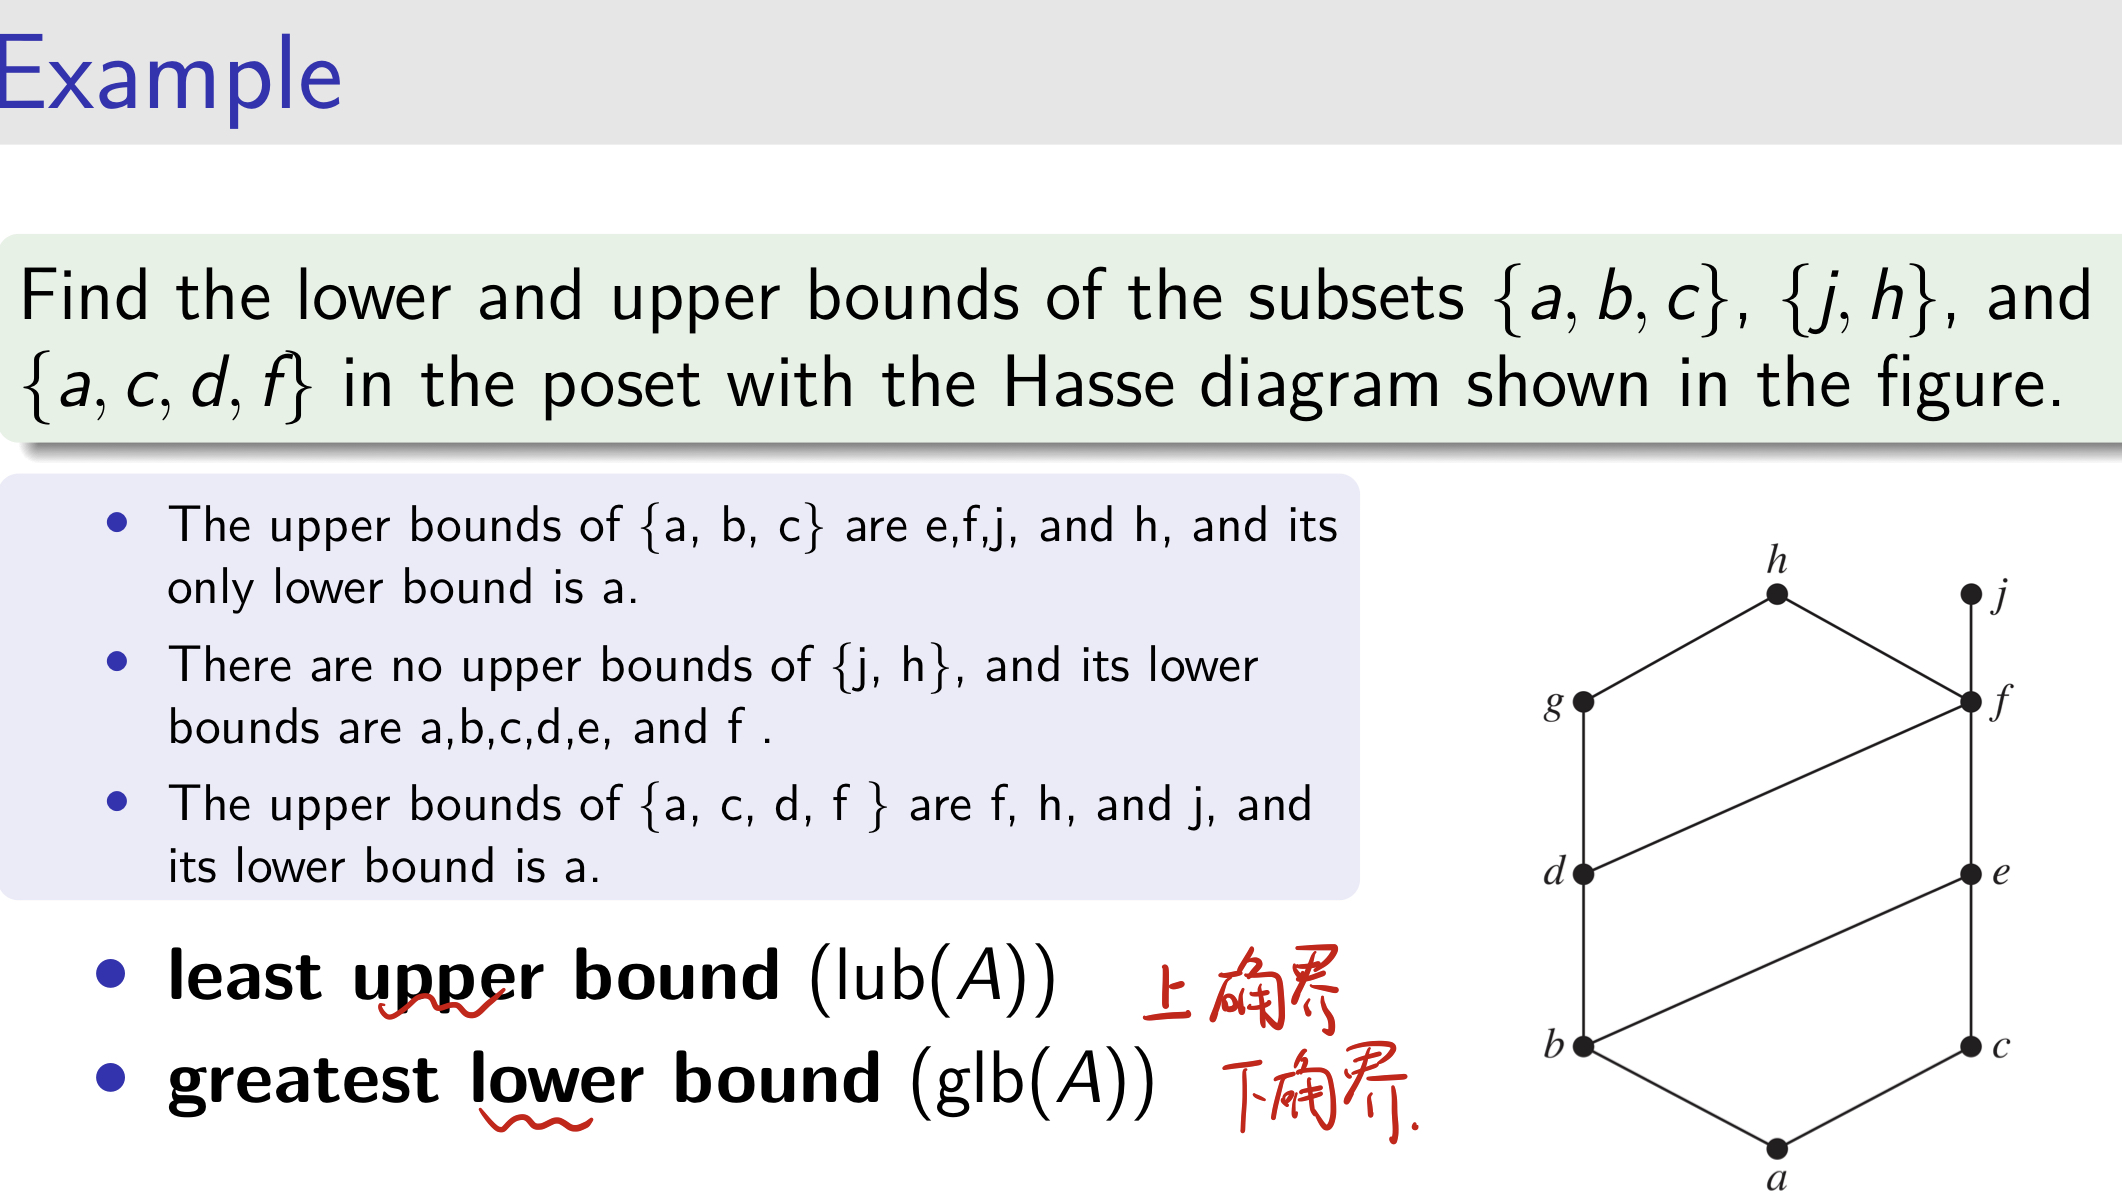 Example
Find the lower and upper bounds of the subsets {a, b, c}, {j, h}, and
{a, c, d, f} in the poset with the Hasse diagram shown in the figure.
• The upper bounds of {a, b, c} are e,f,j, and h, and its
only lower bound is a.
• There are no upper bounds of {j, h}, and its lower
bounds are a,b,c,d,e, and f .
• The upper bounds of {a, c, d, f } are f, h, and j, and
its lower bound is a.
• least upper bound (lub(A)) 上确界
• greatest lower bound (glb(A)) 下确界.
h
j
g
f
d
e
b
c
a